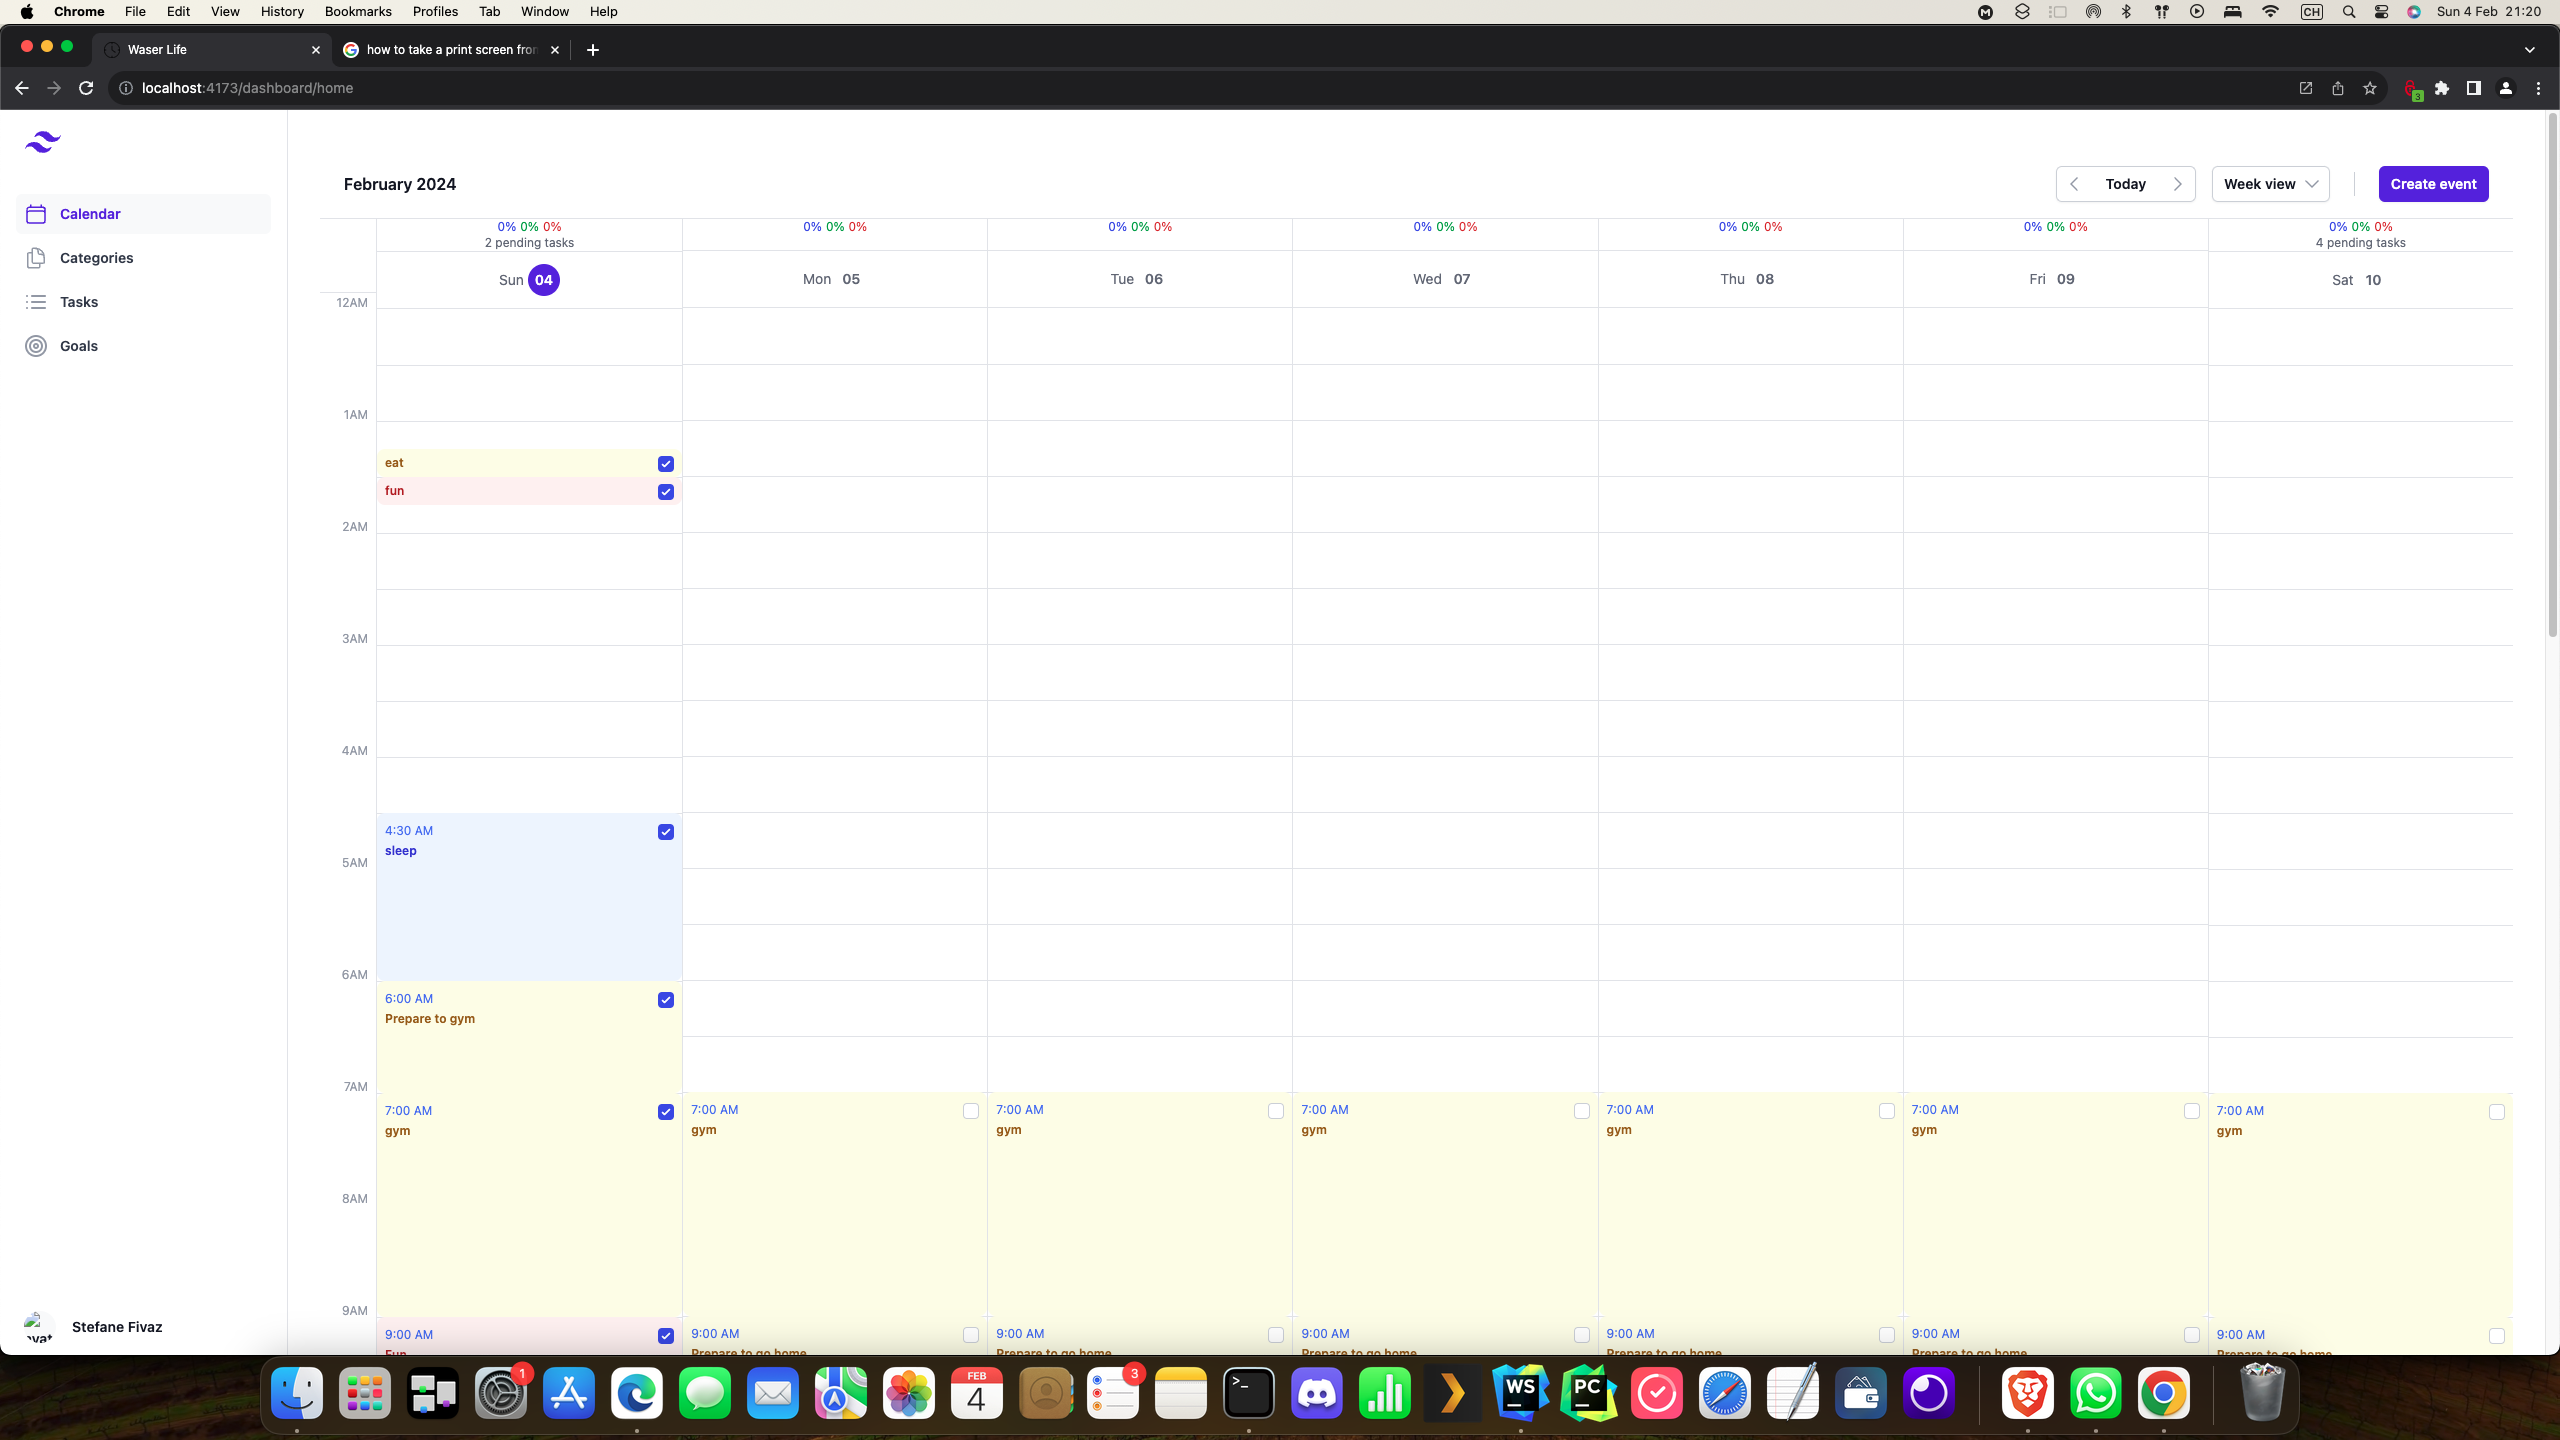 Chrome File Edit View History Bookmarks Profiles Tab Window Help CH Sun 4 Feb 21:20
Waser Life how to take a print screen fron
localhost:4173/dashboard/home 3
February 2024 Today Week view Create event
Calendar
Categories
Tasks
Goals
0% 0% 0% 0% 0% 0% 0% 0% 0% 0% 0% 0% 0% 0% 0% 0% 0% 0% 0% 0% 0%
2 pending tasks 4 pending tasks
Sun 04 Mon 05 Tue 06 Wed 07 Thu 08 Fri 09 Sat 10
12AM
1AM
eat
fun
2AM
3AM
4AM
4:30 AM
sleep
5AM
6AM
6:00 AM
Prepare to gym
7AM
7:00 AM 7:00 AM 7:00 AM 7:00 AM 7:00 AM 7:00 AM 7:00 AM
gym gym gym gym gym gym gym
8AM
9AM
9:00 AM 9:00 AM 9:00 AM 9:00 AM 9:00 AM 9:00 AM 9:00 AM
Fun Prepare to go home Prepare to go home Prepare to go home Prepare to go home Prepare to go home Prepare to go home
Stefane Fivaz
1 FEB 4 3 WS PC